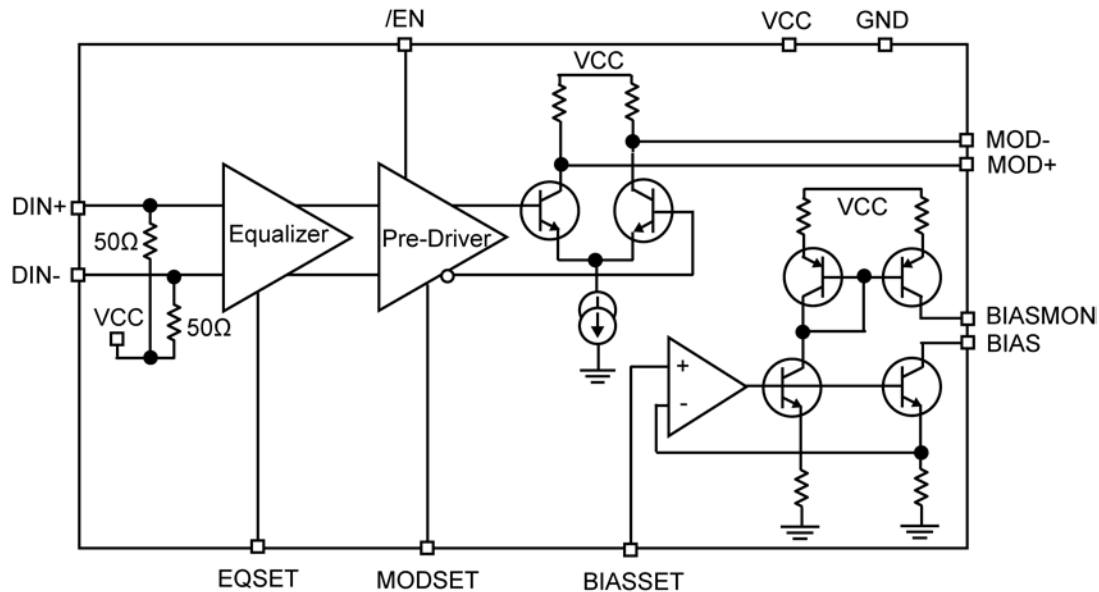 /EN
VCC
GND
VCC
MOD-
MOD+
DIN+
50Ω
Equalizer
Pre-Driver
VCC
DIN-
VCC
50Ω
BIASMON
BIAS
+
-
EQSET
MODSET
BIASSET